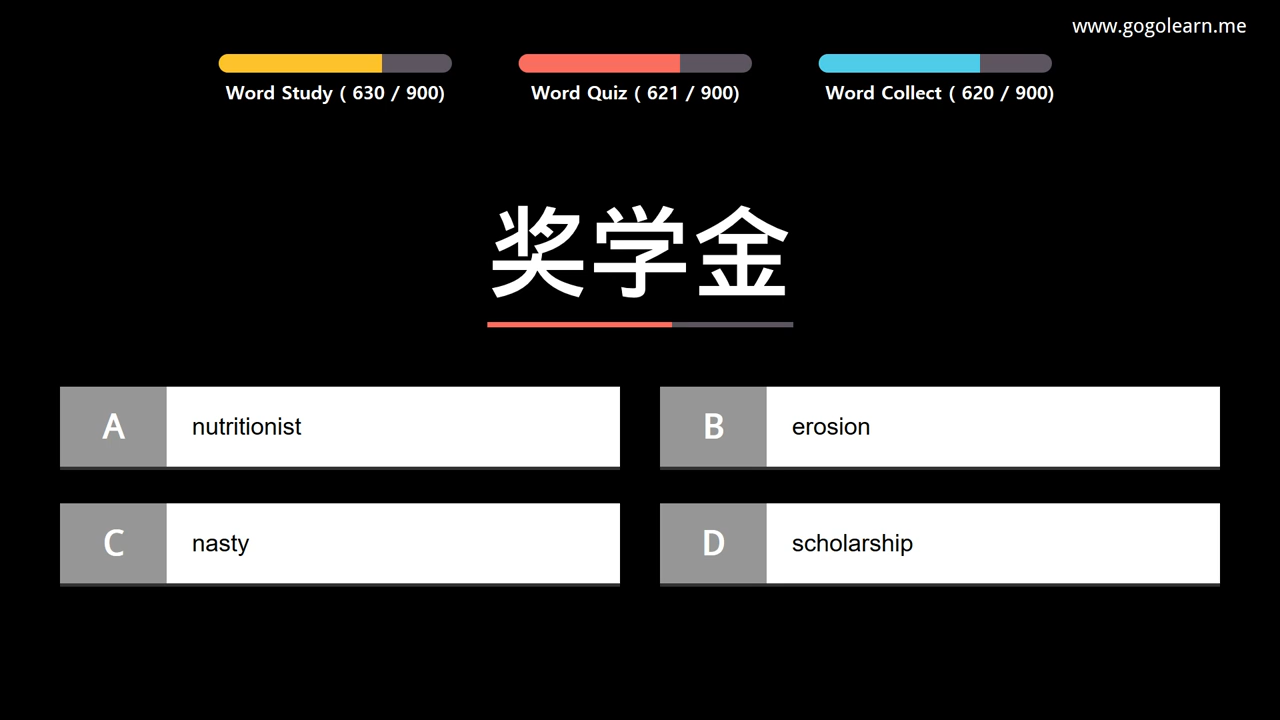 www.gogolearn.me
Word Study ( 630 / 900)
Word Quiz ( 621 / 900)
Word Collect ( 620 / 900)
奖学金
A nutritionist
B erosion
C nasty
D scholarship